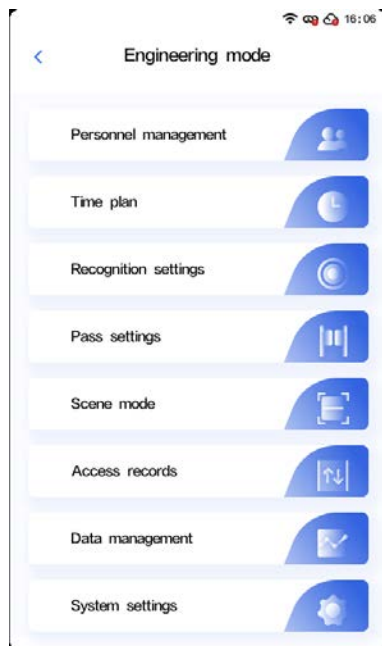 16:06
Engineering mode
Personnel management
Time plan
Recognition settings
Pass settings
Scene mode
Access records
Data management
System settings